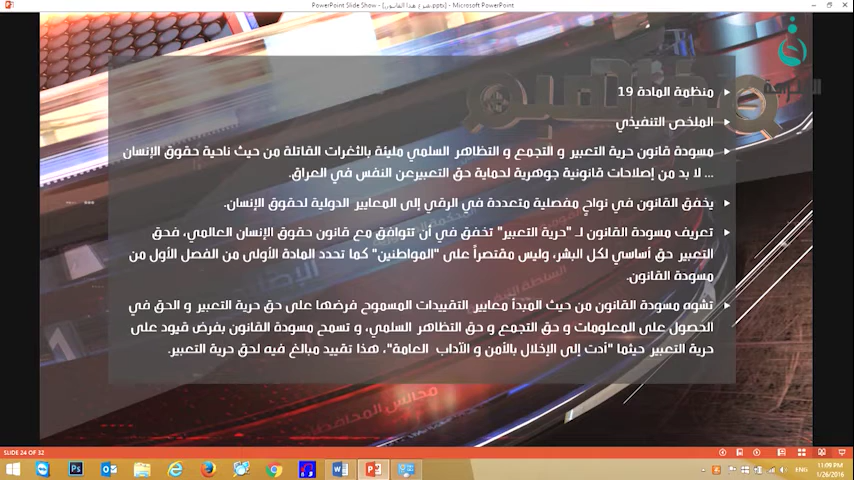 PowerPoint Slide Show - [شرح هذا القانون.pptx] - Microsoft PowerPoint
منظمة المادة 19
الملخص التنفيذي
مسودة قانون حرية التعبير و التجمع و التظاهر السلمي مليئة بالثغرات القاتلة من حيث ناحية حقوق الإنسان
... لا بد من إصلاحات قانونية جوهرية لحماية حق التعبيرعن النفس في العراق.
يخفق القانون في نواحٍ مفصلية متعددة في الرقي إلى المعايير الدولية لحقوق الإنسان.
تعريف مسودة القانون لـ "حرية التعبير" تخفق في أن تتوافق مع قانون حقوق الإنسان العالمي، فحق
التعبير حق أساسي لكل البشر، وليس مقتصراً على "المواطنين" كما تحدد المادة الأولى من الفصل الأول من
مسودة القانون.
تشوه مسودة القانون من حيث المبدأ معايير التقييدات المسموح فرضها على حق حرية التعبير و الحق في
الحصول على المعلومات و حق التجمع و حق التظاهر السلمي، و تسمح مسودة القانون بفرض قيود على
حرية التعبير حيثما "أدت إلى الإخلال بالأمن و الآداب العامة"، هذا تقييد مبالغ فيه لحق حرية التعبير.
مجالس المحافظات
SLIDE 24 OF 32
ENG
11:09 PM
1/26/2016